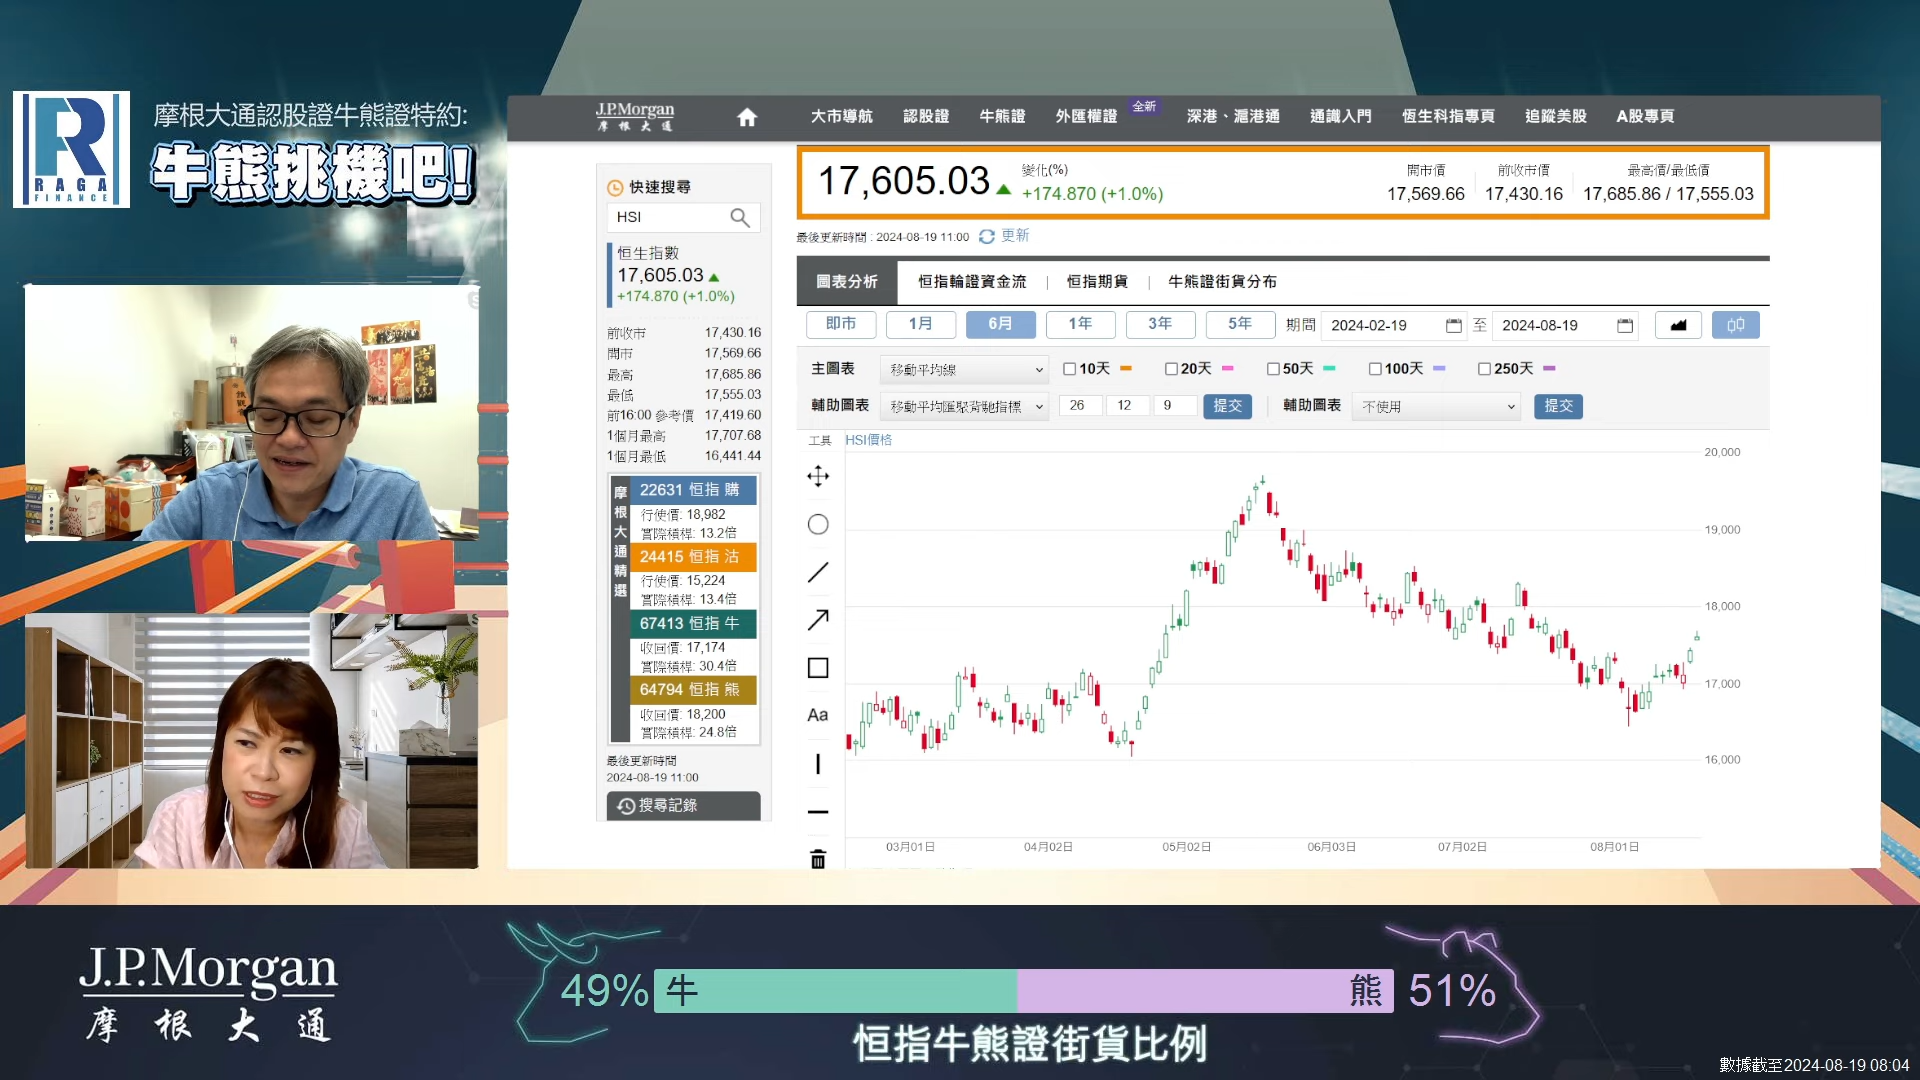 RAGA
FINANCE
摩根大通認股證牛熊證特約:
牛熊挑機吧!
J.P.Morgan
摩根大通
大市導航
認股證
牛熊證
外匯權證
全新
深港、滬港通
通識入門
恆生科指專頁
追蹤美股
A股專頁
快速搜尋
HSI
恒生指數
17,605.03
+174.870 (+1.0%)
前收市 17,430.16
開市 17,569.66
最高 17,685.86
最低 17,555.03
前16:00 參考價 17,419.60
1個月最高 17,707.68
1個月最低 16,441.44
摩根大通精選
22631 恒指 購
行使價: 18,982
實際槓桿: 13.2倍
24415 恒指 沽
行使價: 15,224
實際槓桿: 13.4倍
67413 恒指 牛
收回價: 17,174
實際槓桿: 30.4倍
64794 恒指 熊
收回價: 18,200
實際槓桿: 24.8倍
最後更新時間
2024-08-19 11:00
搜尋記錄
17,605.03
變化(%)
+174.870 (+1.0%)
開市價
17,569.66
前收市價
17,430.16
最高價/最低價
17,685.86 / 17,555.03
最後更新時間 : 2024-08-19 11:00 更新
圖表分析
恒指輪證資金流
恒指期貨
牛熊證街貨分布
即市 1月 6月 1年 3年 5年 期間 2024-02-19 至 2024-08-19
主圖表 移動平均線 10天 20天 50天 100天 250天
輔助圖表 移動平均匯聚背馳指標 26 12 9 提交 輔助圖表 不使用 提交
工具
HSI價格
Aa
20,000
19,000
18,000
17,000
16,000
03月01日 04月02日 05月02日 06月03日 07月02日 08月01日
J.P.Morgan
摩根大通
49% 牛 熊 51%
恒指牛熊證街貨比例
數據截至2024-08-19 08:04